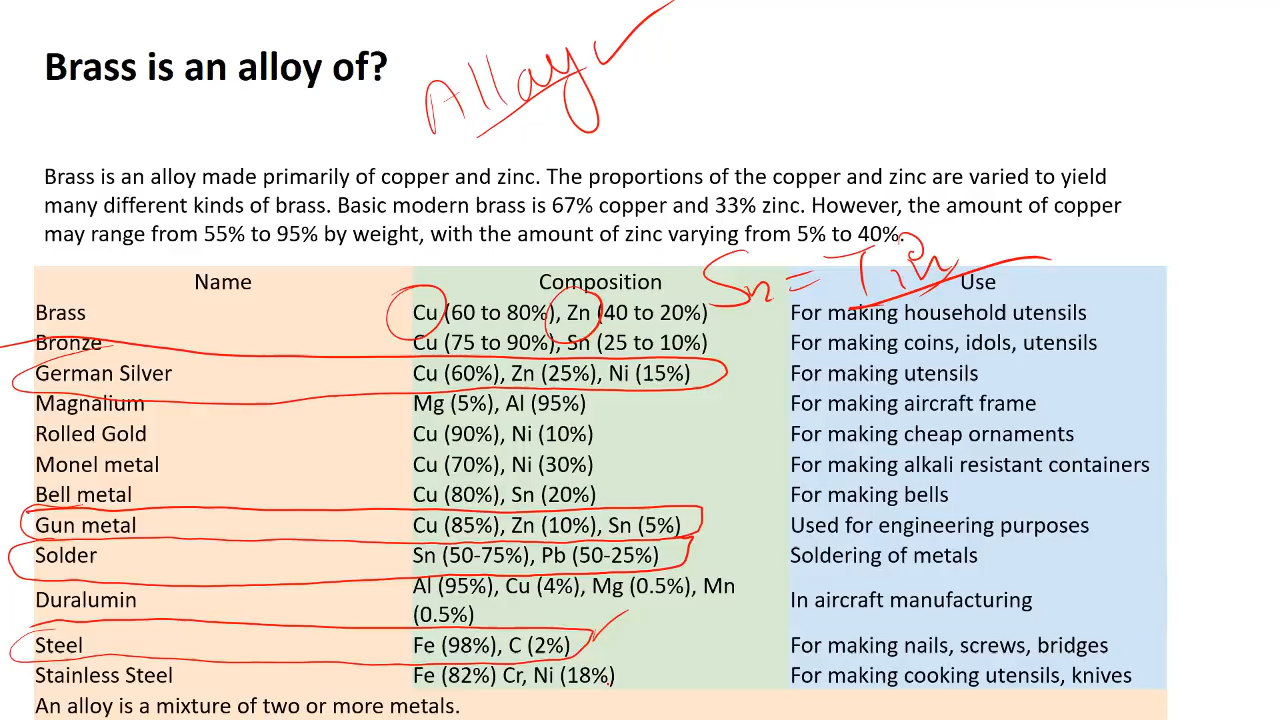 Brass is an alloy of?
Allay
Brass is an alloy made primarily of copper and zinc. The proportions of the copper and zinc are varied to yield
many different kinds of brass. Basic modern brass is 67% copper and 33% zinc. However, the amount of copper
may range from 55% to 95% by weight, with the amount of zinc varying from 5% to 40%.
Sn = Tin
Name Composition Use
Brass Cu (60 to 80%), Zn (40 to 20%) For making household utensils
Bronze Cu (75 to 90%), Sn (25 to 10%) For making coins, idols, utensils
German Silver Cu (60%), Zn (25%), Ni (15%) For making utensils
Magnalium Mg (5%), Al (95%) For making aircraft frame
Rolled Gold Cu (90%), Ni (10%) For making cheap ornaments
Monel metal Cu (70%), Ni (30%) For making alkali resistant containers
Bell metal Cu (80%), Sn (20%) For making bells
Gun metal Cu (85%), Zn (10%), Sn (5%) Used for engineering purposes
Solder Sn (50-75%), Pb (50-25%) Soldering of metals
Duralumin Al (95%), Cu (4%), Mg (0.5%), Mn In aircraft manufacturing
(0.5%)
Steel Fe (98%), C (2%) For making nails, screws, bridges
Stainless Steel Fe (82%) Cr, Ni (18%) For making cooking utensils, knives
An alloy is a mixture of two or more metals.